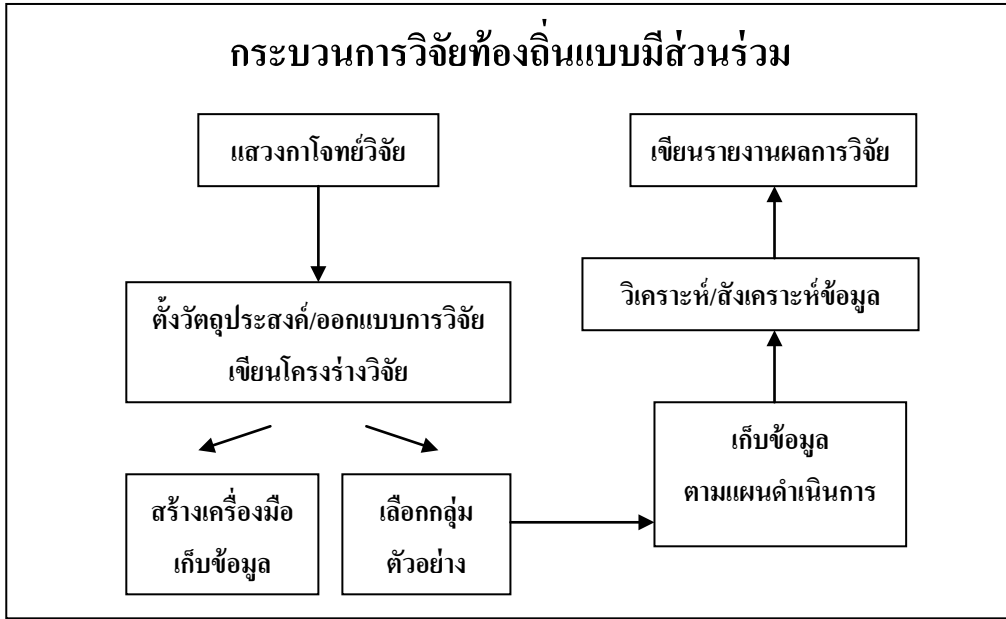 กระบวนการวิจัยท้องถิ่นแบบมีส่วนร่วม
แสวงกาโจทย์วิจัย
ตั้งวัตถุประสงค์/ออกแบบการวิจัย
เขียนโครงร่างวิจัย
สร้างเครื่องมือ
เก็บข้อมูล
เลือกกลุ่ม
ตัวอย่าง
เก็บข้อมูล
ตามแผนดำเนินการ
วิเคราะห์/สังเคราะห์ข้อมูล
เขียนรายงานผลการวิจัย